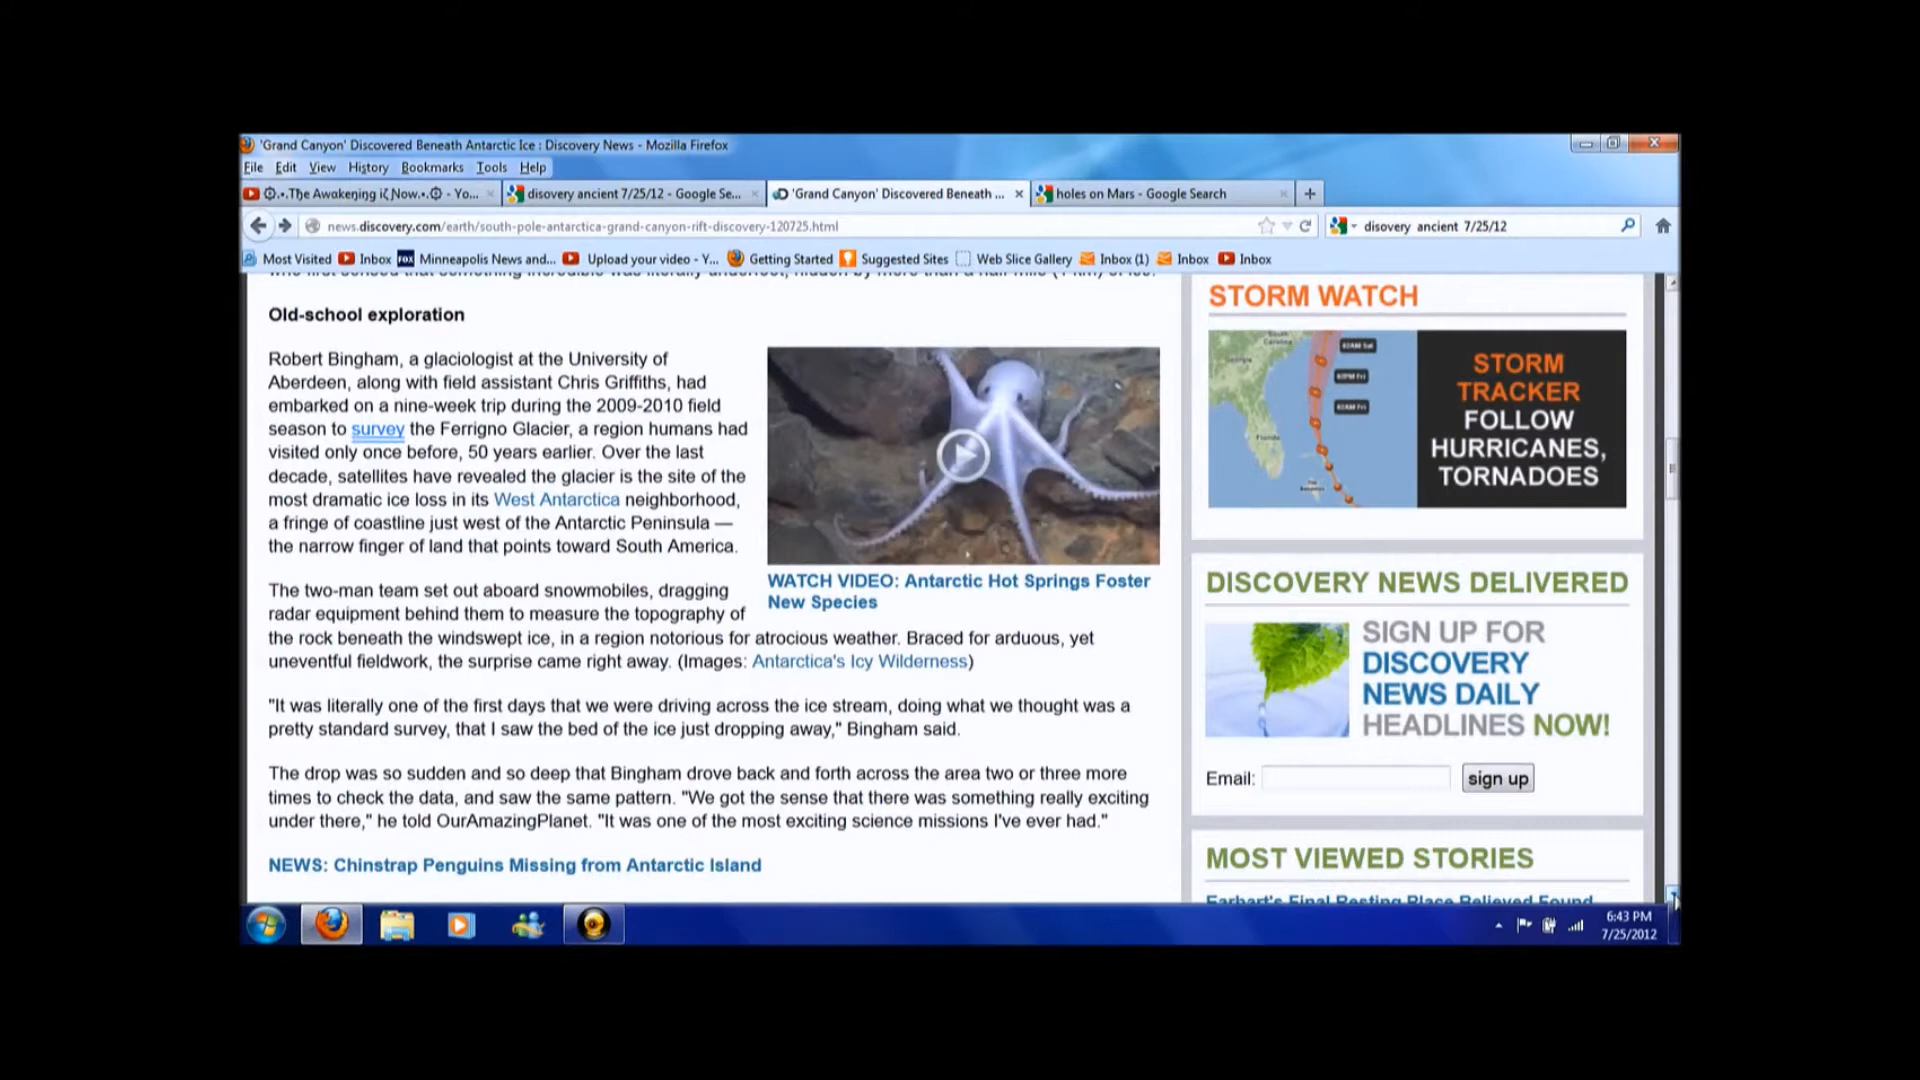 'Grand Canyon' Discovered Beneath Antarctic Ice : Discovery News - Mozilla Firefox
File Edit View History Bookmarks Tools Help
- Yo...
disovery ancient 7/25/12 - Google Se...
'Grand Canyon' Discovered Beneath ...
holes on Mars - Google Search
news.discovery.com/earth/south-pole-antarctica-grand-canyon-rift-discovery-120725.html
disovery ancient 7/25/12
Most Visited Inbox Minneapolis News and... Upload your video - Y... Getting Started Suggested Sites Web Slice Gallery Inbox (1) Inbox Inbox
Old-school exploration
Robert Bingham, a glaciologist at the University of
Aberdeen, along with field assistant Chris Griffiths, had
embarked on a nine-week trip during the 2009-2010 field
season to survey the Ferrigno Glacier, a region humans had
visited only once before, 50 years earlier. Over the last
decade, satellites have revealed the glacier is the site of the
most dramatic ice loss in its West Antarctica neighborhood,
a fringe of coastline just west of the Antarctic Peninsula —
the narrow finger of land that points toward South America.
WATCH VIDEO: Antarctic Hot Springs Foster
New Species
The two-man team set out aboard snowmobiles, dragging
radar equipment behind them to measure the topography of
the rock beneath the windswept ice, in a region notorious for atrocious weather. Braced for arduous, yet
uneventful fieldwork, the surprise came right away. (Images: Antarctica's Icy Wilderness)
"It was literally one of the first days that we were driving across the ice stream, doing what we thought was a
pretty standard survey, that I saw the bed of the ice just dropping away," Bingham said.
The drop was so sudden and so deep that Bingham drove back and forth across the area two or three more
times to check the data, and saw the same pattern. "We got the sense that there was something really exciting
under there," he told OurAmazingPlanet. "It was one of the most exciting science missions I've ever had."
NEWS: Chinstrap Penguins Missing from Antarctic Island
STORM WATCH
Georgia
Florida
STORM
TRACKER
FOLLOW
HURRICANES,
TORNADOES
DISCOVERY NEWS DELIVERED
SIGN UP FOR
DISCOVERY
NEWS DAILY
HEADLINES NOW!
Email:
sign up
MOST VIEWED STORIES
Earhart's Final Resting Place Believed Found
6:43 PM
7/25/2012